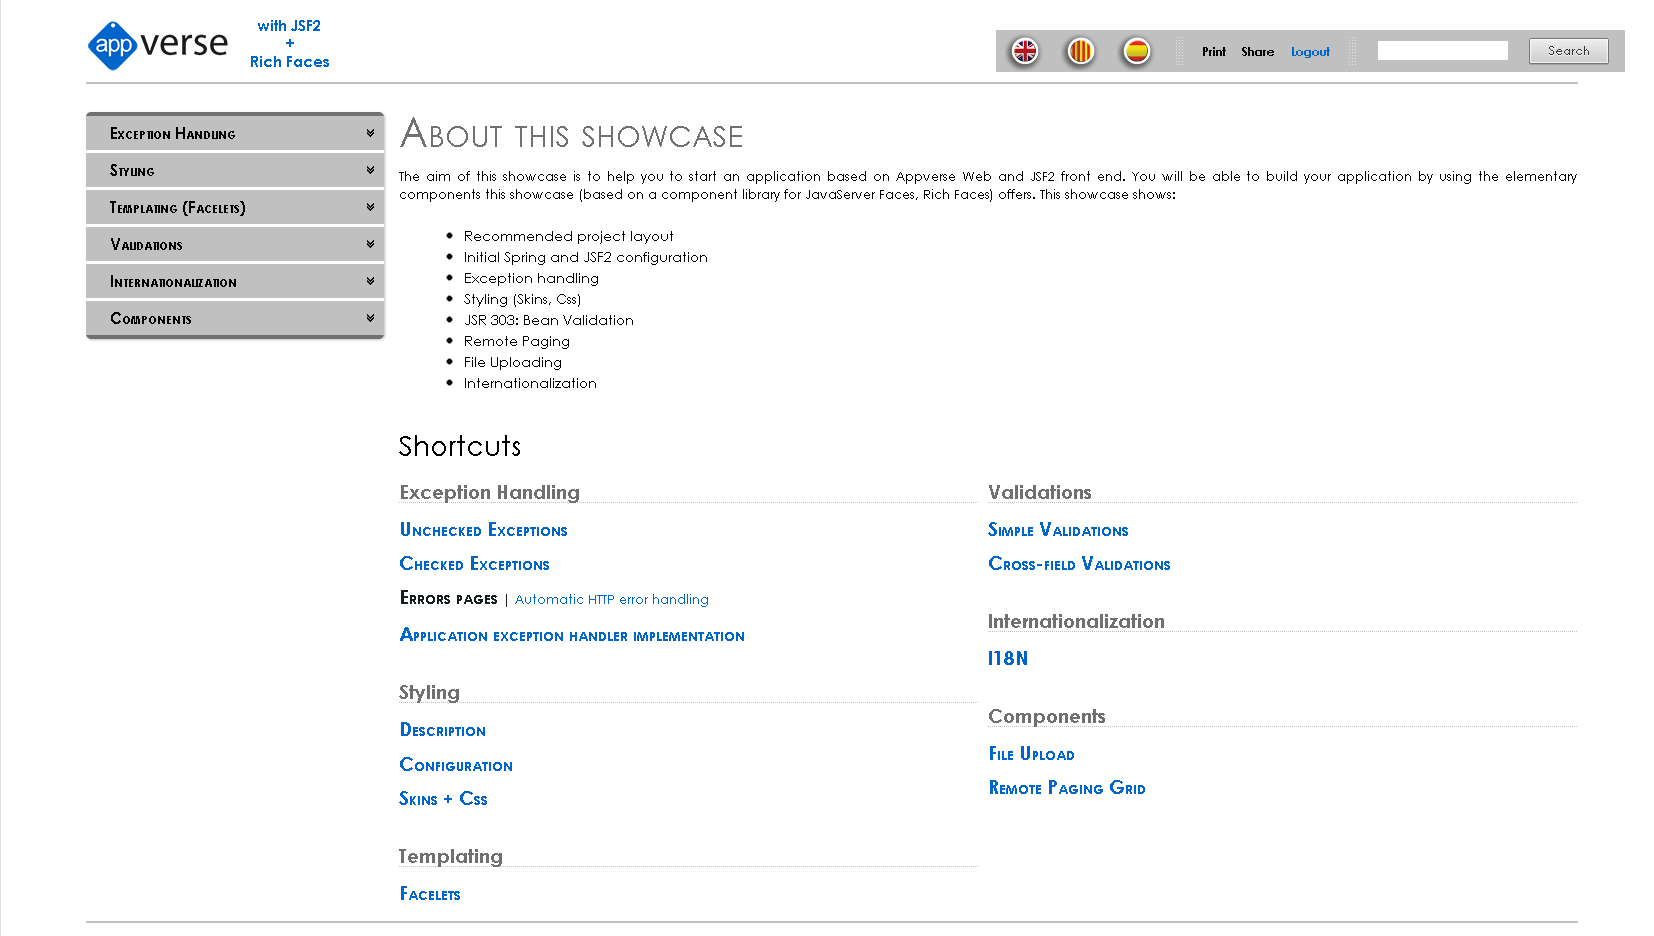 app verse
with JSF2
+
Rich Faces
Print Share Logout Search
Exception Handling
Styling
Templating (Facelets)
Validations
Internationalization
Components
About this showcase
The aim of this showcase is to help you to start an application based on Appverse Web and JSF2 front end. You will be able to build your application by using the elementary
components this showcase (based on a component library for JavaServer Faces, Rich Faces) offers. This showcase shows:
Recommended project layout
Initial Spring and JSF2 configuration
Exception handling
Styling (Skins, Css)
JSR 303: Bean Validation
Remote Paging
File Uploading
Internationalization
Shortcuts
Exception Handling
Unchecked Exceptions
Checked Exceptions
Errors pages | Automatic HTTP error handling
Application exception handler implementation
Styling
Description
Configuration
Skins + Css
Templating
Facelets
Validations
Simple Validations
Cross-field Validations
Internationalization
I18N
Components
File Upload
Remote Paging Grid